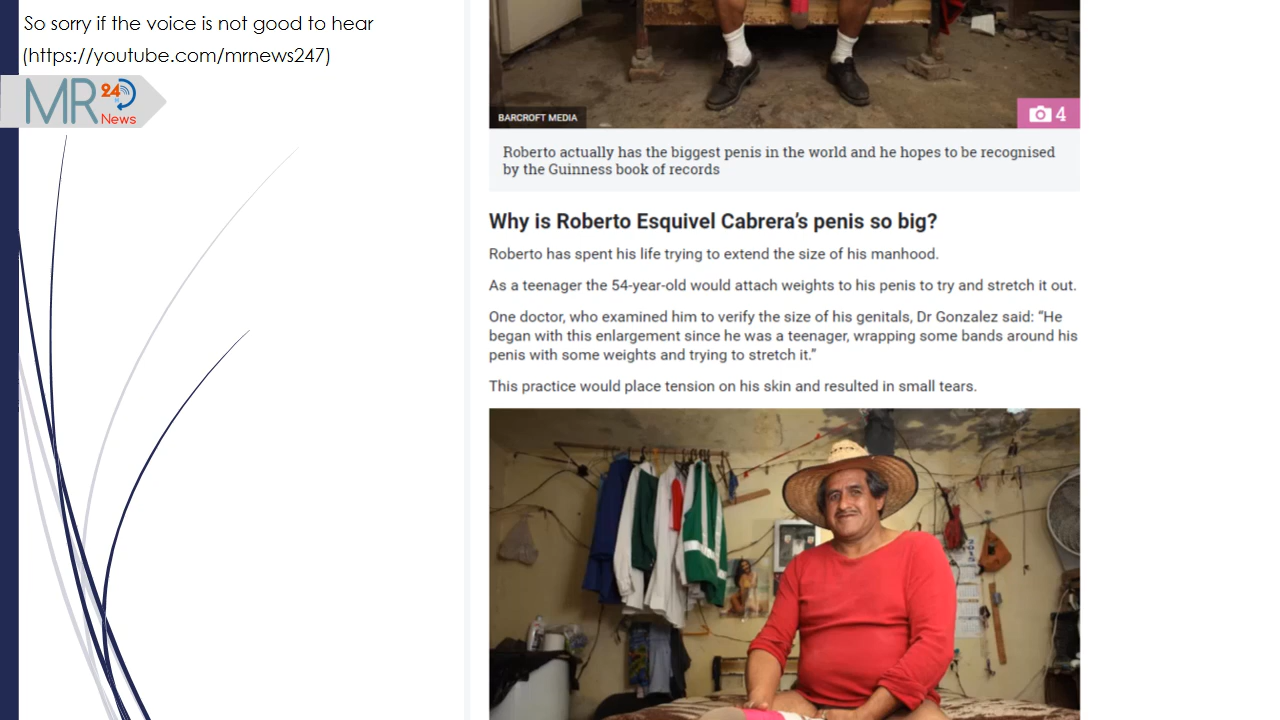 So sorry if the voice is not good to hear
(https://youtube.com/mrnews247)
MR 24
News
BARCROFT MEDIA
4
Roberto actually has the biggest penis in the world and he hopes to be recognised
by the Guinness book of records
Why is Roberto Esquivel Cabrera’s penis so big?
Roberto has spent his life trying to extend the size of his manhood.
As a teenager the 54-year-old would attach weights to his penis to try and stretch it out.
One doctor, who examined him to verify the size of his genitals, Dr Gonzalez said: “He
began with this enlargement since he was a teenager, wrapping some bands around his
penis with some weights and trying to stretch it.”
This practice would place tension on his skin and resulted in small tears.
2015